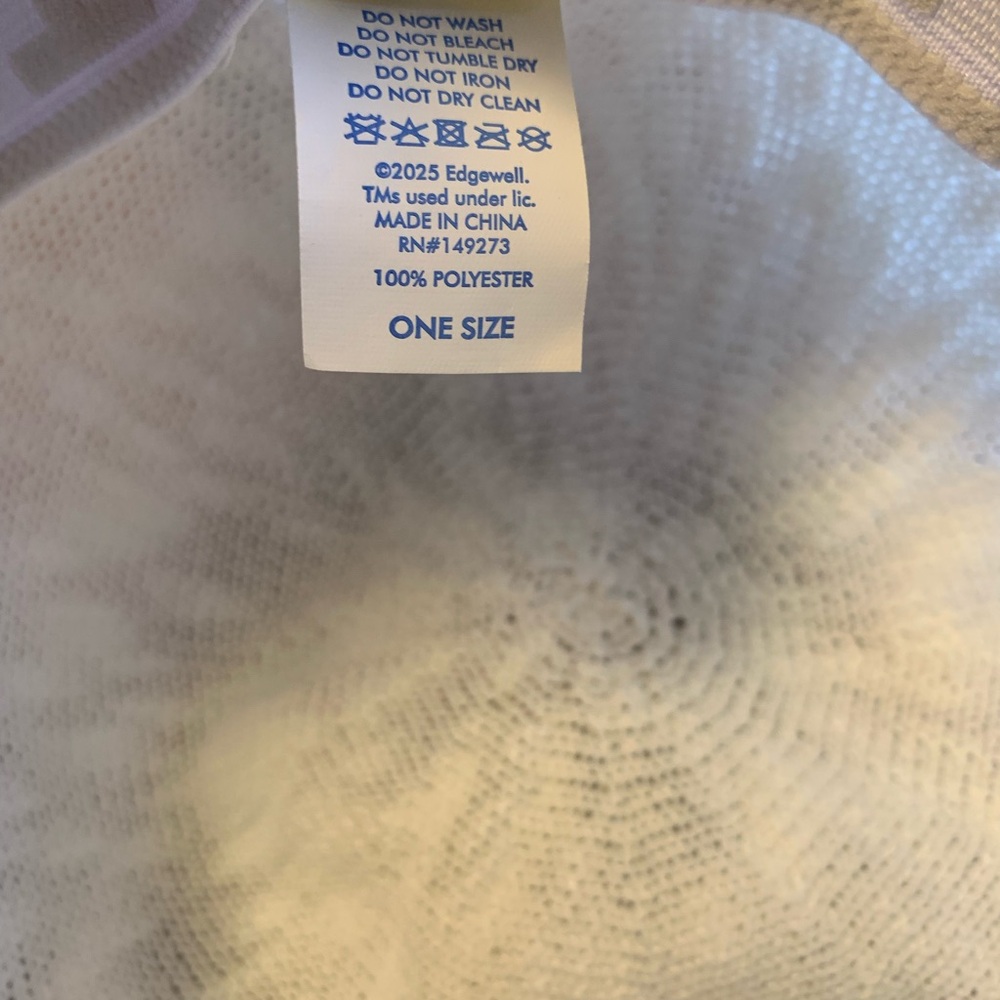 DO NOT WASH
DO NOT BLEACH
DO NOT TUMBLE DRY
DO NOT IRON
DO NOT DRY CLEAN
©2025 Edgewell.
TMs used under lic.
MADE IN CHINA
RN#149273
100% POLYESTER
ONE SIZE